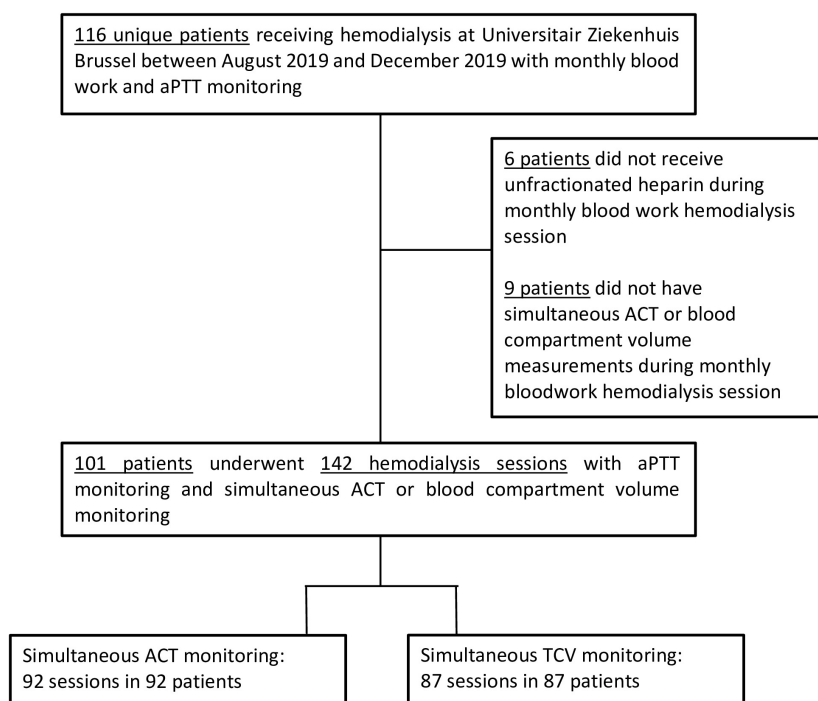 116 unique patients receiving hemodialysis at Universitair Ziekenhuis
Brussel between August 2019 and December 2019 with monthly blood
work and aPTT monitoring
6 patients did not receive
unfractionated heparin during
monthly blood work hemodialysis
session
9 patients did not have
simultaneous ACT or blood
compartment volume
measurements during monthly
bloodwork hemodialysis session
101 patients underwent 142 hemodialysis sessions with aPTT
monitoring and simultaneous ACT or blood compartment volume
monitoring
Simultaneous ACT monitoring:
92 sessions in 92 patients
Simultaneous TCV monitoring:
87 sessions in 87 patients